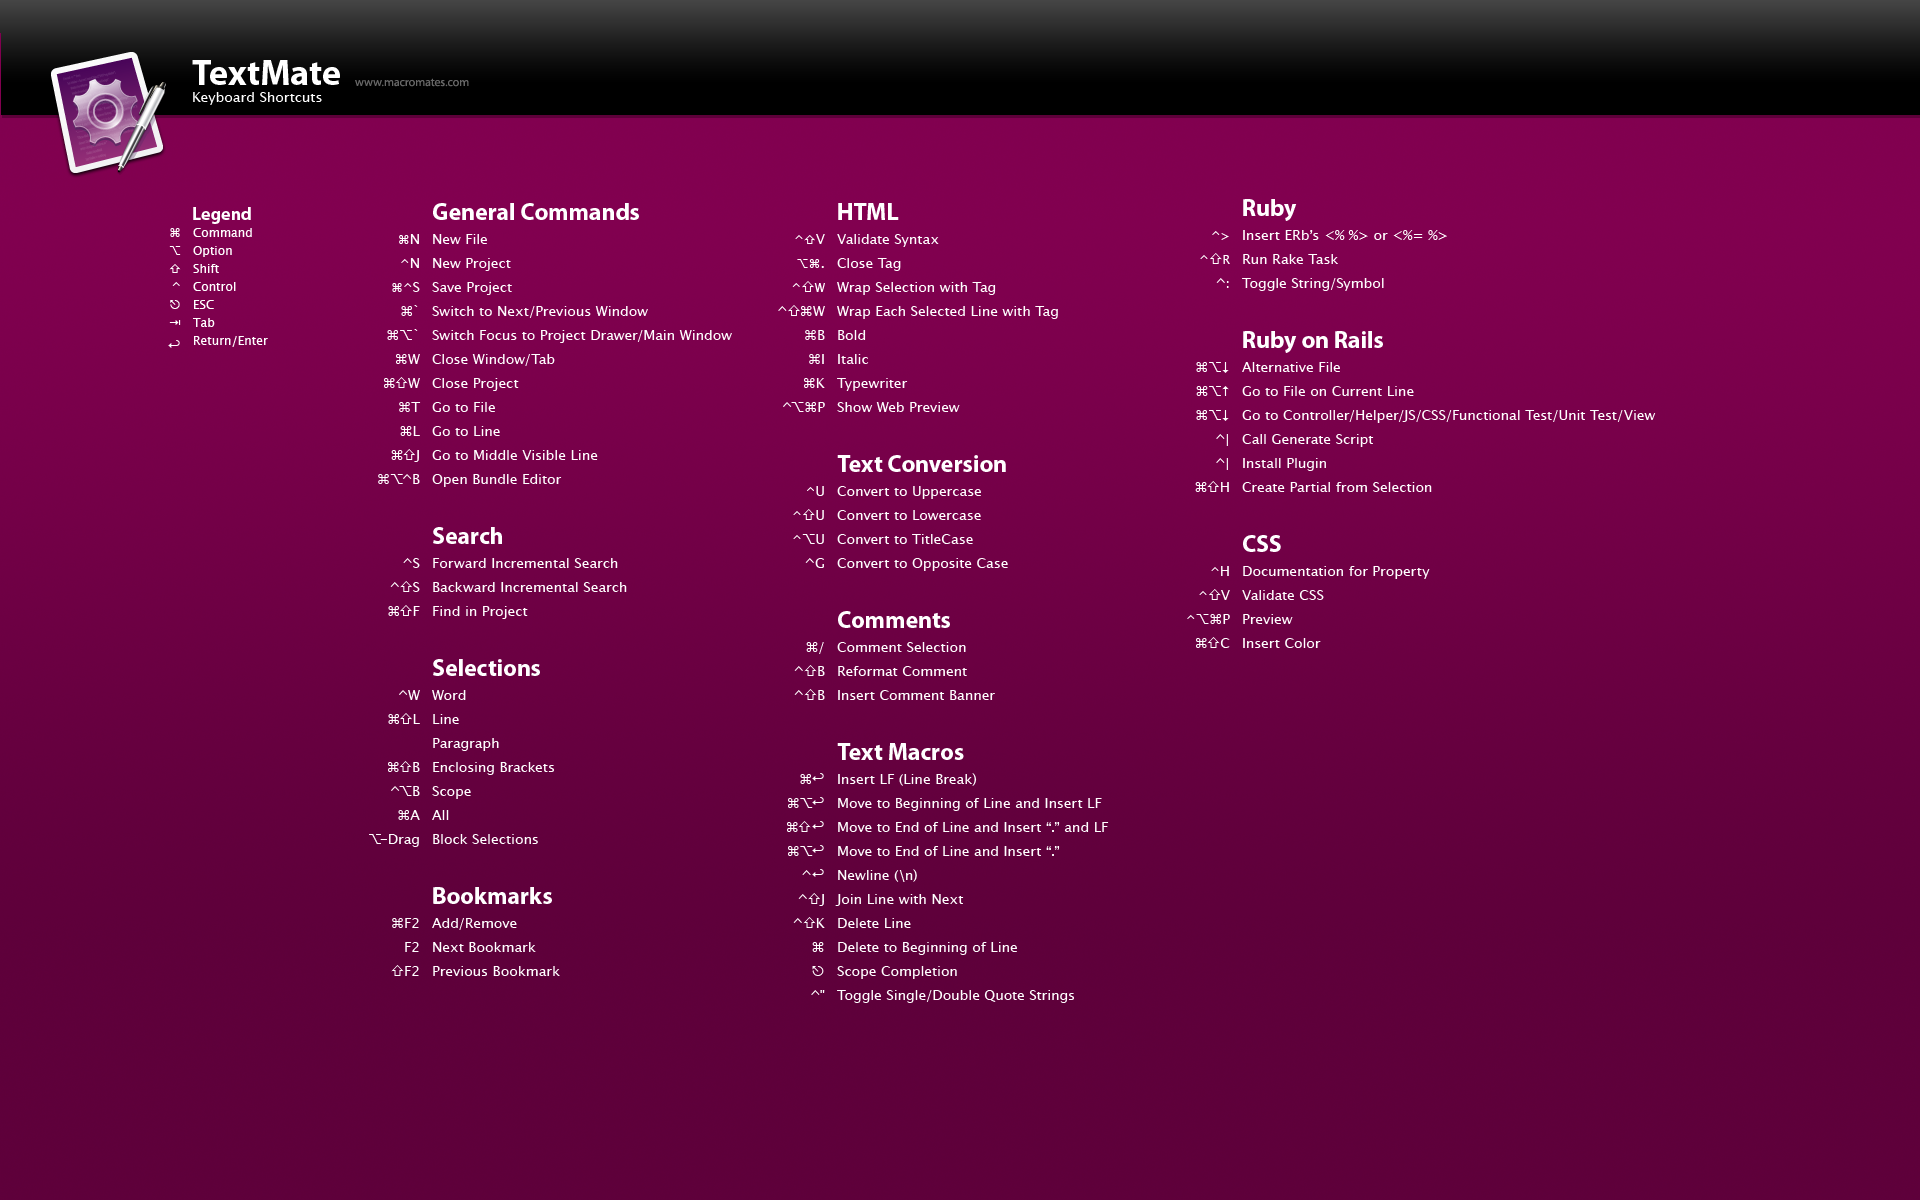 TextMate www.macromates.com
Keyboard Shortcuts
Legend
⌘ Command
⌥ Option
⇧ Shift
^ Control
⎋ ESC
⇥ Tab
↩ Return/Enter
General Commands
⌘N New File
^N New Project
⌘^S Save Project
⌘` Switch to Next/Previous Window
⌘⌥` Switch Focus to Project Drawer/Main Window
⌘W Close Window/Tab
⌘⇧W Close Project
⌘T Go to File
⌘L Go to Line
⌘⇧J Go to Middle Visible Line
⌘⌥^B Open Bundle Editor
Search
^S Forward Incremental Search
^⇧S Backward Incremental Search
⌘⇧F Find in Project
Selections
^W Word
⌘⇧L Line
Paragraph
⌘⇧B Enclosing Brackets
^⌥B Scope
⌘A All
⌥-Drag Block Selections
Bookmarks
⌘F2 Add/Remove
F2 Next Bookmark
⇧F2 Previous Bookmark
HTML
^⇧V Validate Syntax
⌥⌘. Close Tag
^⇧W Wrap Selection with Tag
^⇧⌘W Wrap Each Selected Line with Tag
⌘B Bold
⌘I Italic
⌘K Typewriter
^⌥⌘P Show Web Preview
Text Conversion
^U Convert to Uppercase
^⇧U Convert to Lowercase
^⌥U Convert to TitleCase
^G Convert to Opposite Case
Comments
⌘/ Comment Selection
^⇧B Reformat Comment
^⇧B Insert Comment Banner
Text Macros
⌘↩ Insert LF (Line Break)
⌘⌥↩ Move to Beginning of Line and Insert LF
⌘⇧↩ Move to End of Line and Insert “.” and LF
⌘⌥↩ Move to End of Line and Insert “.”
^↩ Newline (\n)
^⇧J Join Line with Next
^⇧K Delete Line
⌘ Delete to Beginning of Line
⎋ Scope Completion
^" Toggle Single/Double Quote Strings
Ruby
^> Insert ERb’s <% %> or <%= %>
^⇧R Run Rake Task
^: Toggle String/Symbol
Ruby on Rails
⌘⌥↓ Alternative File
⌘⌥↑ Go to File on Current Line
⌘⌥↓ Go to Controller/Helper/JS/CSS/Functional Test/Unit Test/View
^| Call Generate Script
^| Install Plugin
⌘⇧H Create Partial from Selection
CSS
^H Documentation for Property
^⇧V Validate CSS
^⌥⌘P Preview
⌘⇧C Insert Color